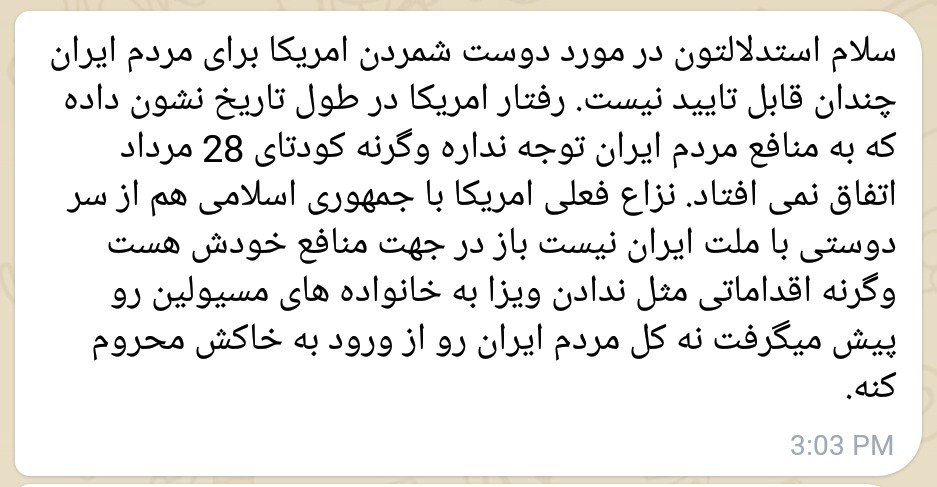 سلام استدلالتون در مورد دوست شمردن امریکا برای مردم ایران
چندان قابل تایید نیست. رفتار امریکا در طول تاریخ نشون داده
که به منافع مردم ایران توجه نداره وگرنه کودتای 28 مرداد
اتفاق نمی افتاد. نزاع فعلی امریکا با جمهوری اسلامی هم از سر
دوستی با ملت ایران نیست باز در جهت منافع خودش هست
وگرنه اقداماتی مثل ندادن ویزا به خانواده های مسیولین رو
پیش میگرفت نه کل مردم ایران رو از ورود به خاکش محروم
کنه.
3:03 PM